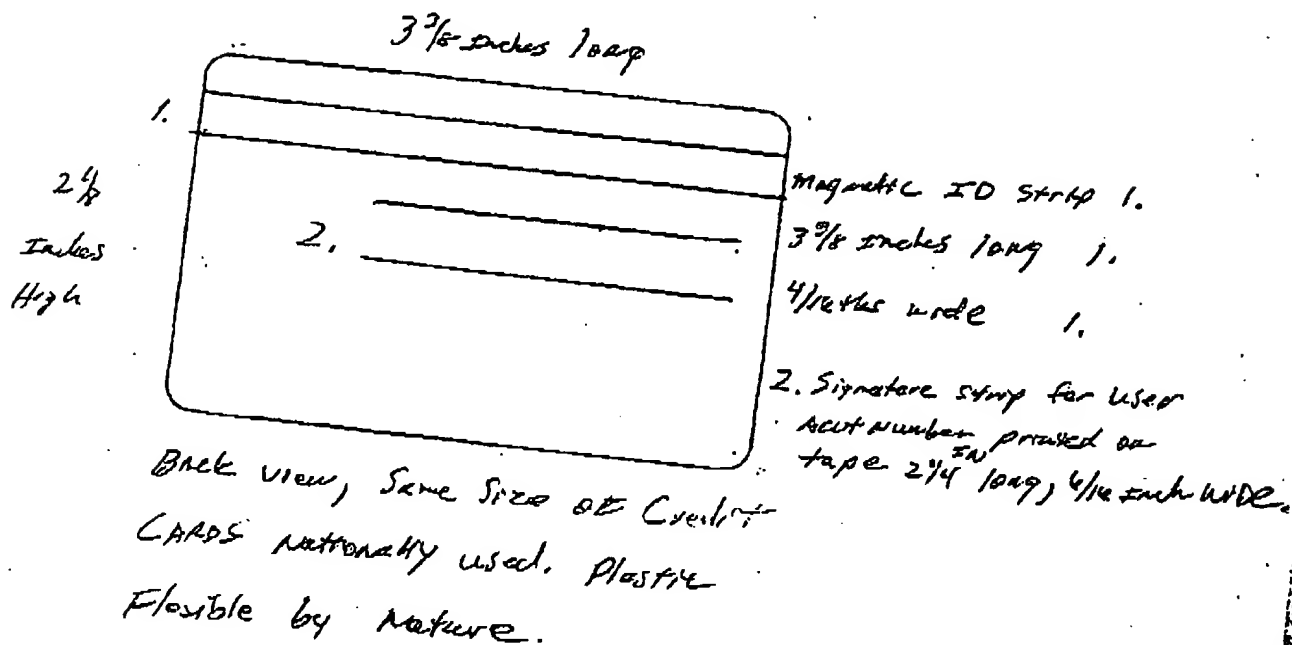 3 3/8 Inches long
1.
2 1/8
Inches
High
2.
Magnetic ID Strip 1.
3 3/8 Inches long 1.
4/16ths wide 1.
2. Signature strip for user
Acut Number printed on
tape 2 1/4 IN long, 6/16 Inch WIDE.
Back view, Same Size of Credit
CARDS Nationally used. Plastic
Flexible by Nature.